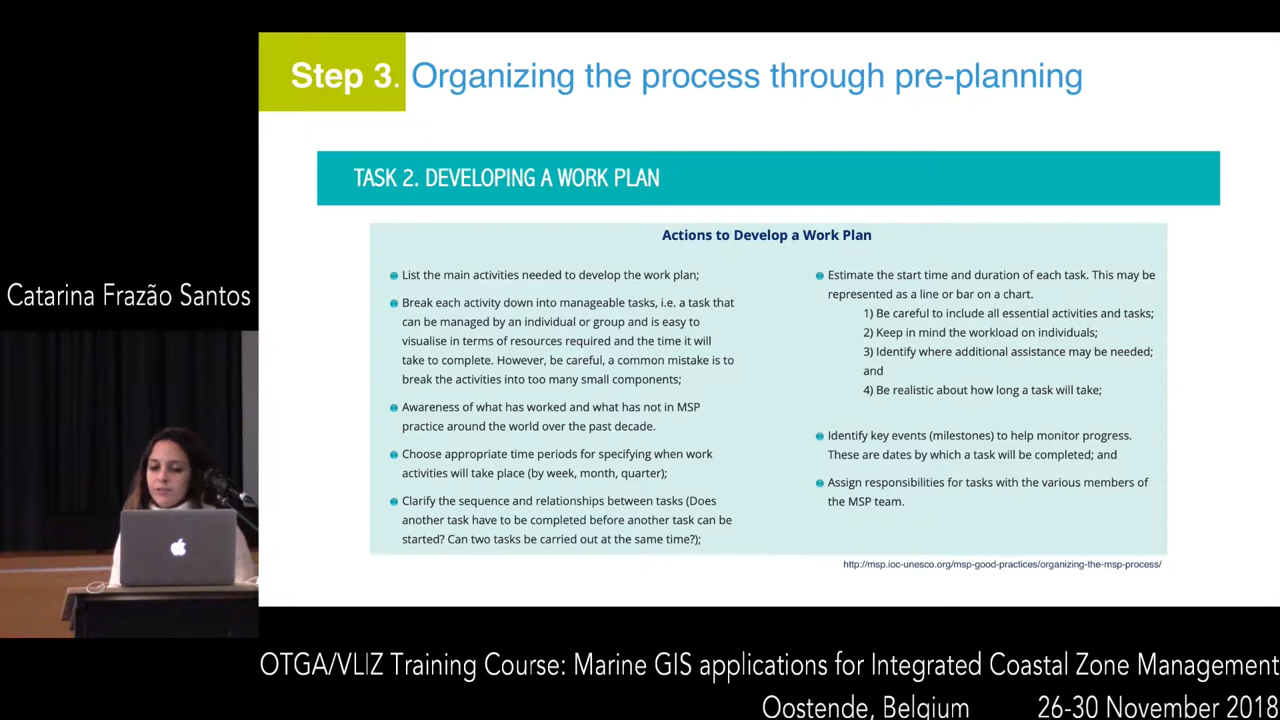 Step 3. Organizing the process through pre-planning
TASK 2. DEVELOPING A WORK PLAN
Actions to Develop a Work Plan
List the main activities needed to develop the work plan;
Break each activity down into manageable tasks, i.e. a task that
can be managed by an individual or group and is easy to
visualise in terms of resources required and the time it will
take to complete. However, be careful, a common mistake is to
break the activities into too many small components;
Awareness of what has worked and what has not in MSP
practice around the world over the past decade.
Choose appropriate time periods for specifying when work
activities will take place (by week, month, quarter);
Clarify the sequence and relationships between tasks (Does
another task have to be completed before another task can be
started? Can two tasks be carried out at the same time?);
Estimate the start time and duration of each task. This may be
represented as a line or bar on a chart.
1) Be careful to include all essential activities and tasks;
2) Keep in mind the workload on individuals;
3) Identify where additional assistance may be needed;
and
4) Be realistic about how long a task will take;
Identify key events (milestones) to help monitor progress.
These are dates by which a task will be completed; and
Assign responsibilities for tasks with the various members of
the MSP team.
http://msp.ioc-unesco.org/msp-good-practices/organizing-the-msp-process/
Catarina Frazão Santos
OTGA/VLIZ Training Course: Marine GIS applications for Integrated Coastal Zone Management
Oostende, Belgium 26-30 November 2018